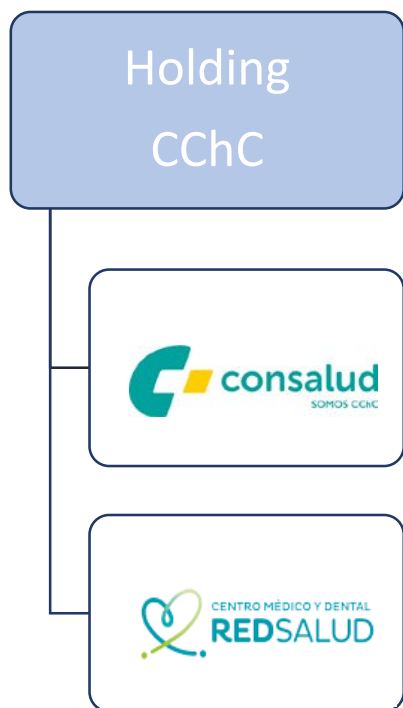 Holding
CChC
consalud
SOMOS CChC
CENTRO MÉDICO Y DENTAL
REDSALUD